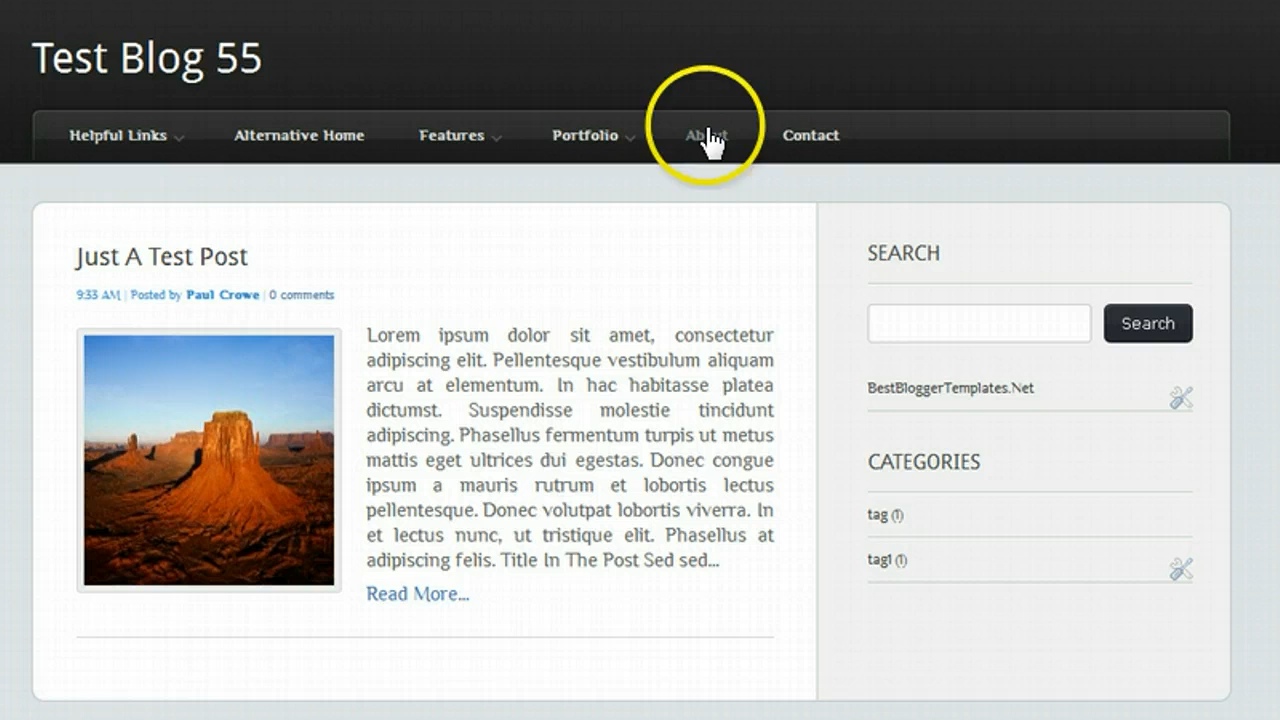 Test Blog 55
Helpful Links Alternative Home Features Portfolio About Contact
Just A Test Post
9:33 AM | Posted by Paul Crowe | 0 comments
Lorem ipsum dolor sit amet, consectetur
adipiscing elit. Pellentesque vestibulum aliquam
arcu at elementum. In hac habitasse platea
dictumst. Suspendisse molestie tincidunt
adipiscing. Phasellus fermentum turpis ut metus
mattis eget ultrices dui egestas. Donec congue
ipsum a mauris rutrum et lobortis lectus
pellentesque. Donec volutpat lobortis viverra. In
et lectus nunc, ut tristique elit. Phasellus at
adipiscing felis. Title In The Post Sed sed...
Read More...
SEARCH
Search
BestBloggerTemplates.Net
CATEGORIES
tag (1)
tag1 (1)